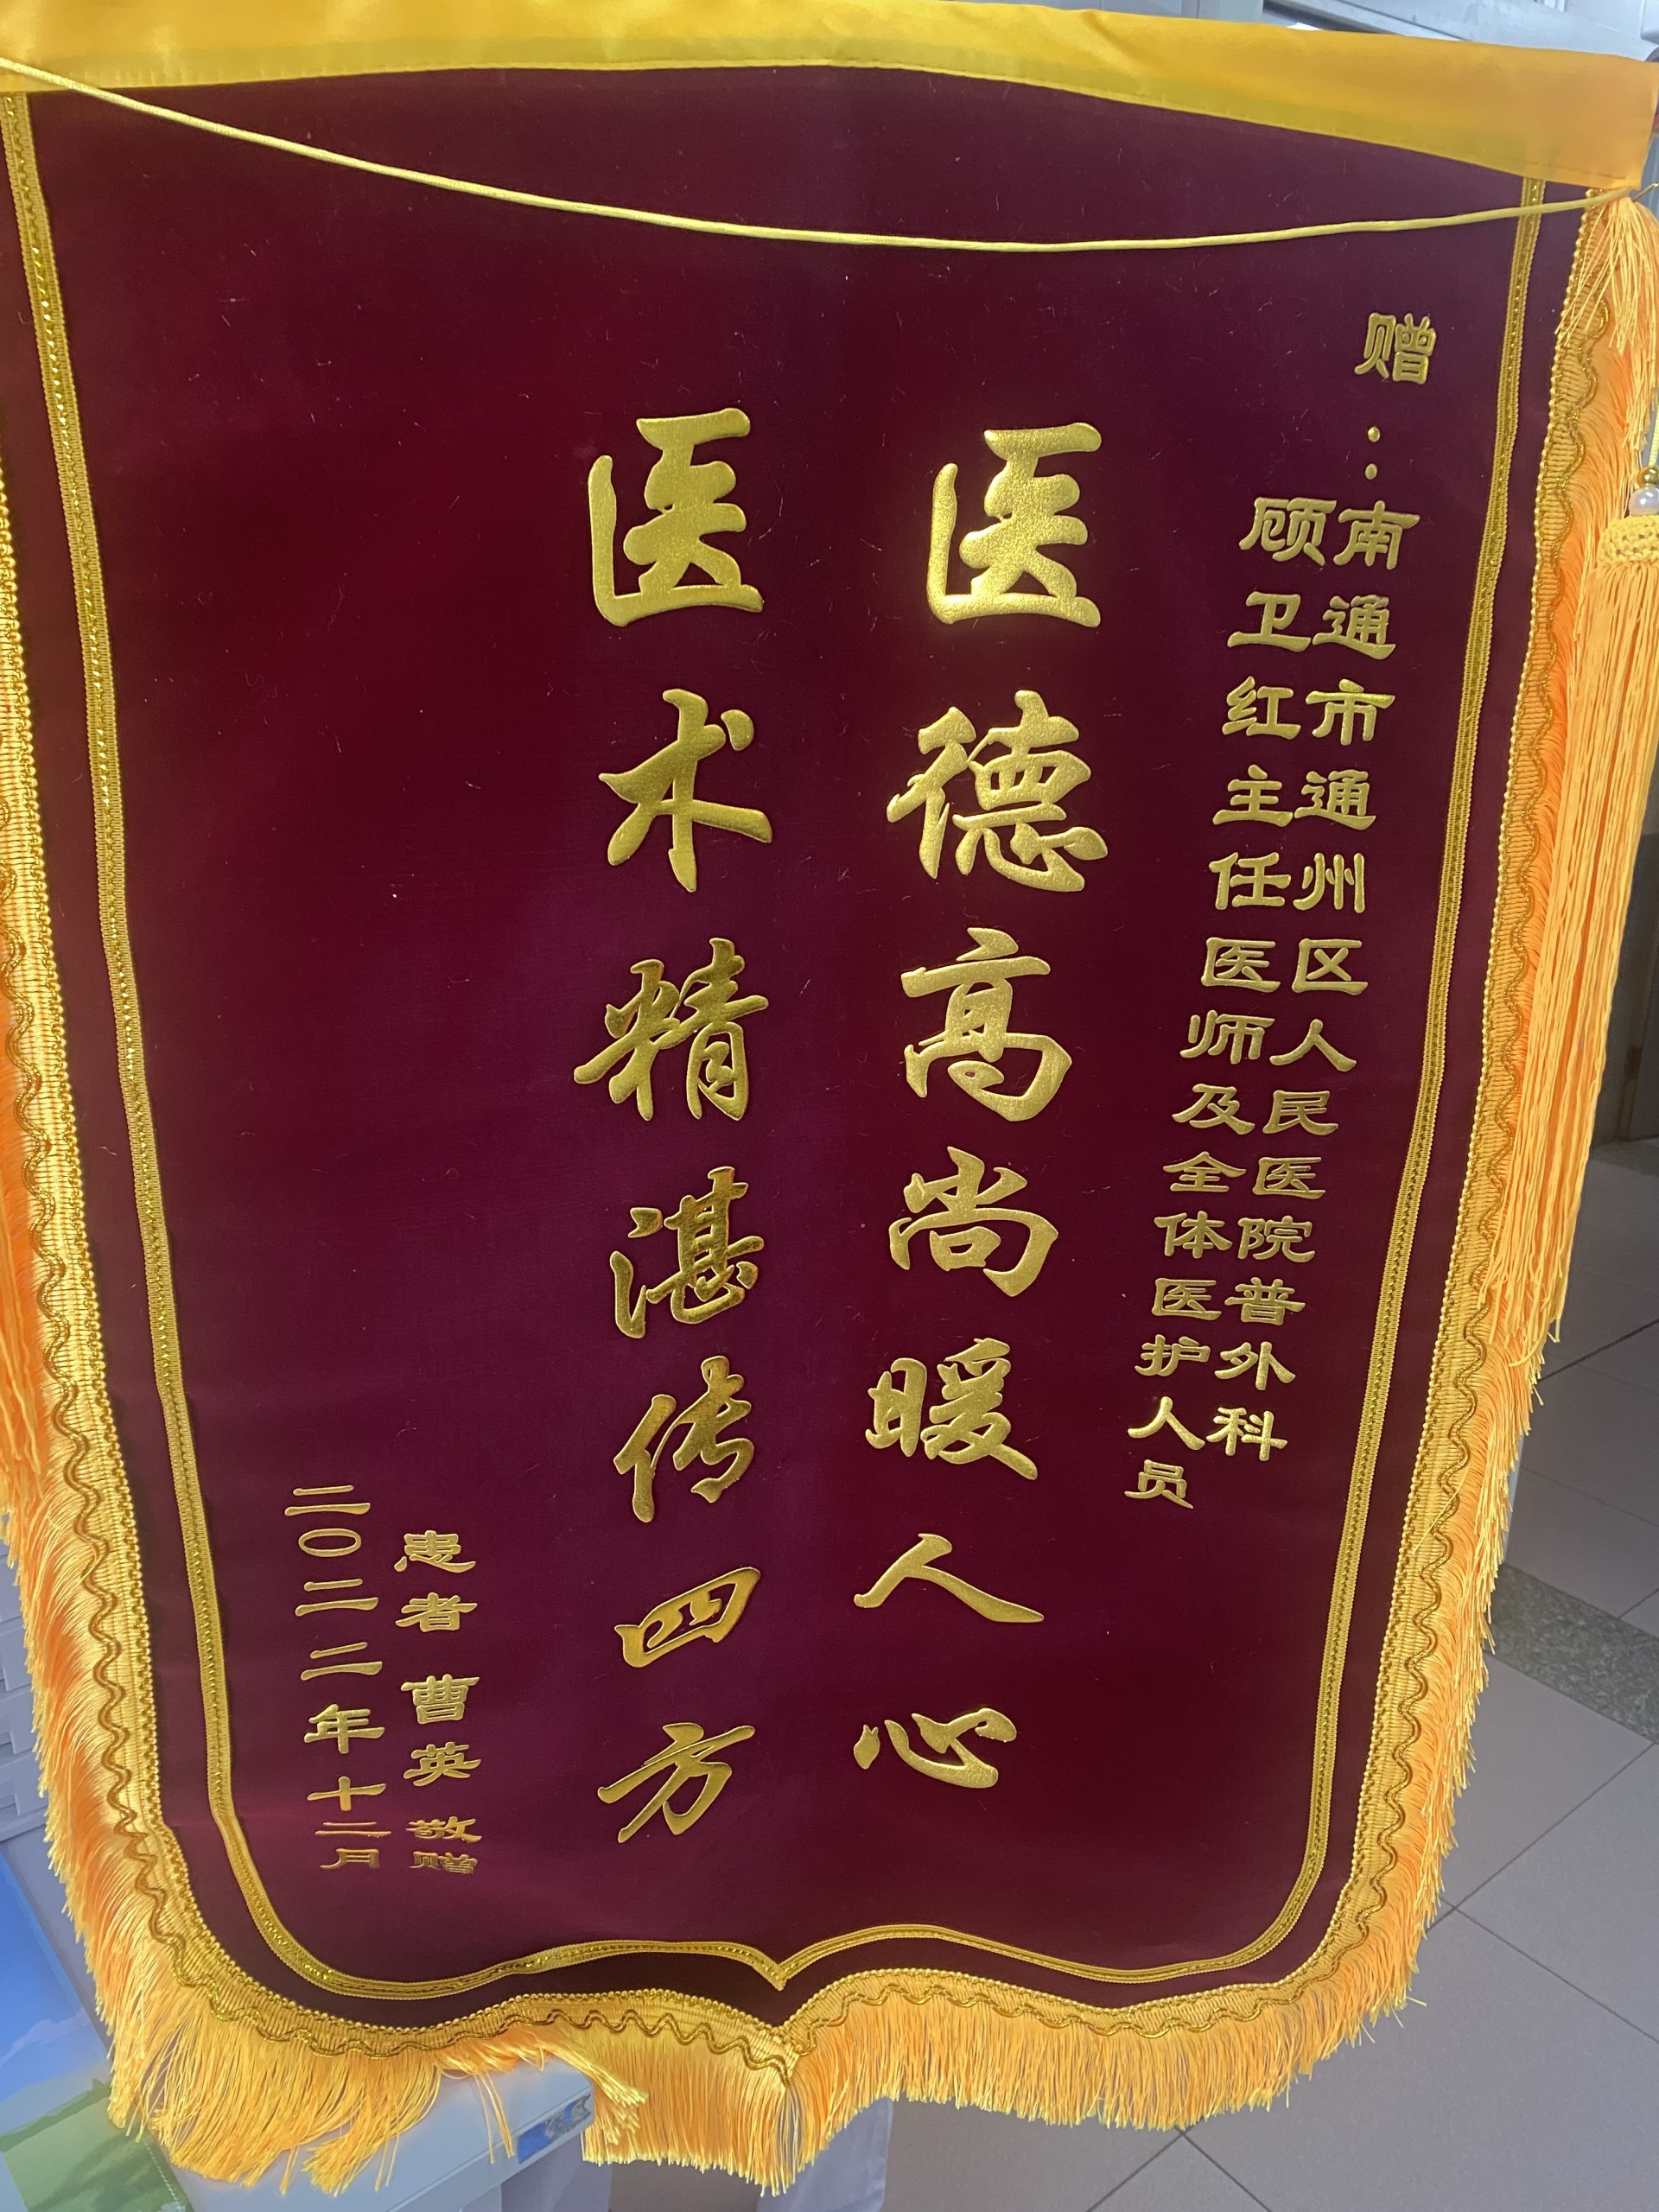 赠：南通市通州区人民医院普外科
顾卫红主任医师及全体医护人员
医德高尚暖人心
医术精湛传四方
患者 曹英 敬赠
二〇二二年十二月